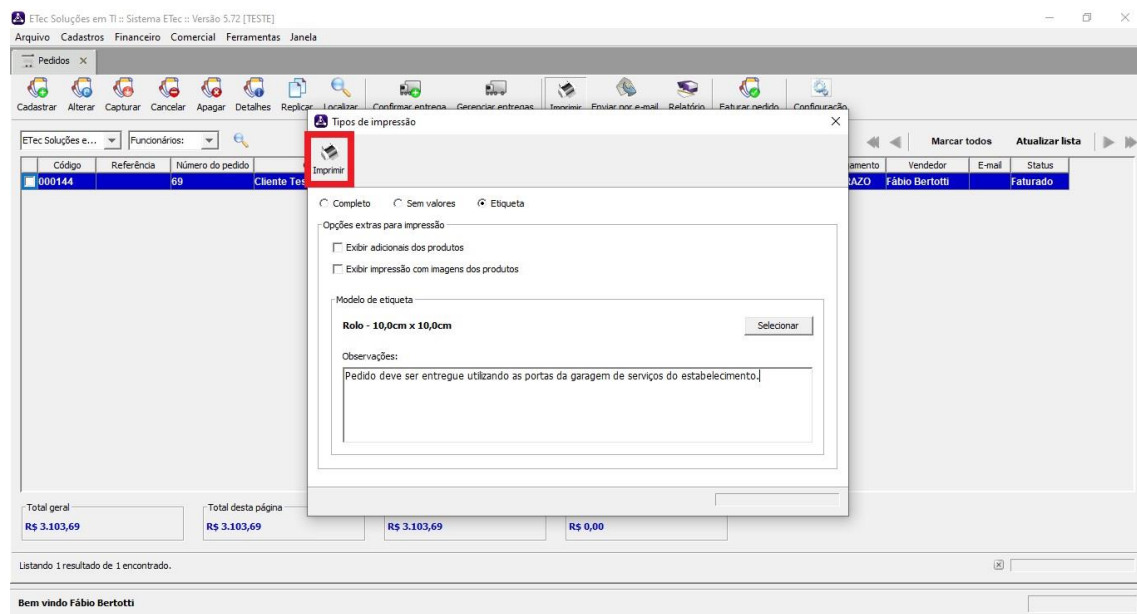 ETec Soluções em TI :: Sistema ETec :: Versão 5.72 [TESTE]
Arquivo Cadastros Financeiro Comercial Ferramentas Janela
Pedidos
Cadastrar Alterar Capturar Cancelar Apagar Detalhes Replicar Localizar Confirmar entrega Gerenciar entregas Imprimir Enviar por e-mail Relatório Faturar pedido Configuração
Tipos de impressão
ETec Soluções e... Funcionários: Marcar todos Atualizar lista
Imprimir
Código Referência Número do pedido Vendedor E-mail Status
000144 69 Cliente Tes Fábio Bertotti Faturado
Completo Sem valores Etiqueta
Opções extras para impressão
Exibir adicionais dos produtos
Exibir impressão com imagens dos produtos
Modelo de etiqueta
Rolo - 10,0cm x 10,0cm Selecionar
Observações:
Pedido deve ser entregue utilizando as portas da garagem de serviços do estabelecimento.
Total geral Total desta página
R$ 3.103,69 R$ 3.103,69 R$ 3.103,69 R$ 0,00
Listando 1 resultado de 1 encontrado.
Bem vindo Fábio Bertotti